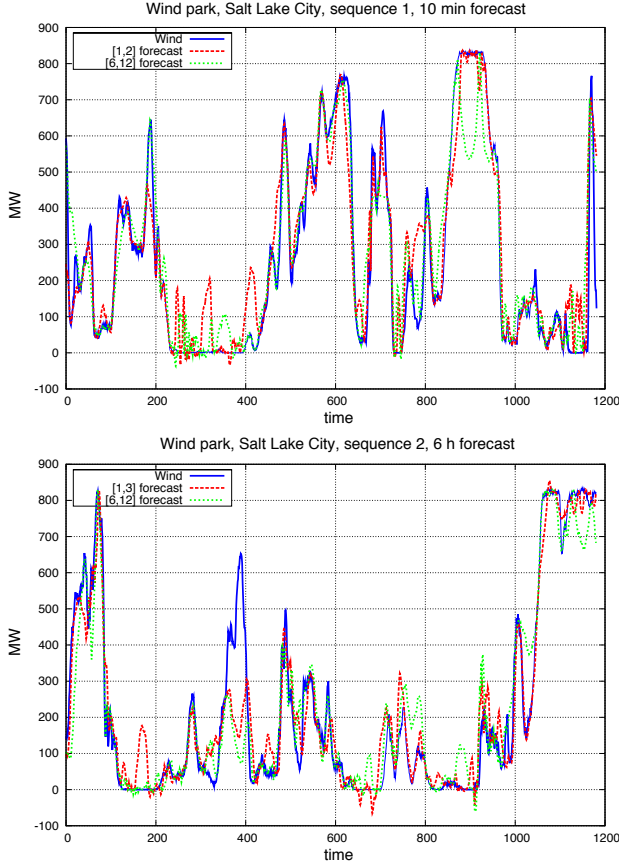 Wind park, Salt Lake City, sequence 1, 10 min forecast
900
800
700
600
500
400
300
200
100
0
-100
MW
Wind
[1,2] forecast
[6,12] forecast
0 200 400 600 800 1000 1200
time
Wind park, Salt Lake City, sequence 2, 6 h forecast
900
800
700
600
500
400
300
200
100
0
-100
MW
Wind
[1,3] forecast
[6,12] forecast
0 200 400 600 800 1000 1200
time